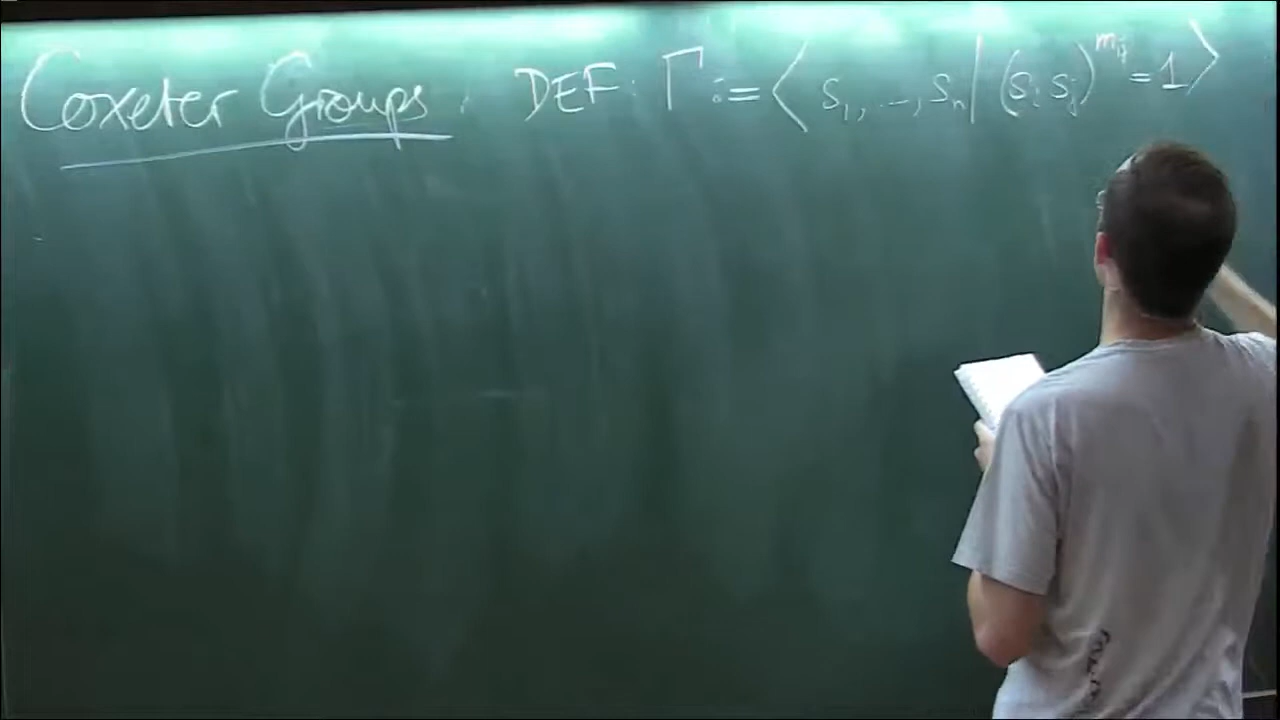 Coxeter Groups : DEF : Γ := ⟨ s₁, .., sₙ | (sᵢ sⱼ)^{mᵢⱼ} = 1 ⟩